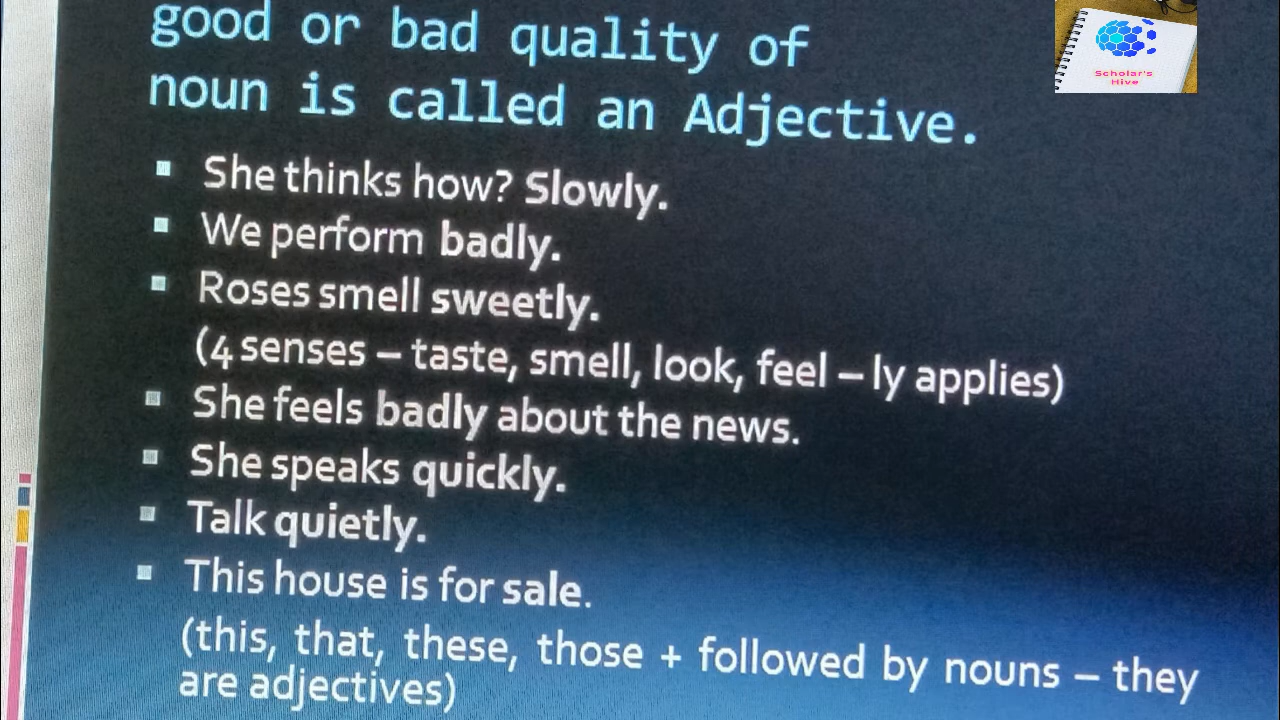 good or bad quality of
noun is called an Adjective.
Scholar's
Hive
▪ She thinks how? Slowly.
▪ We perform badly.
▪ Roses smell sweetly.
(4 senses – taste, smell, look, feel – ly applies)
▪ She feels badly about the news.
▪ She speaks quickly.
▪ Talk quietly.
▪ This house is for sale.
(this, that, these, those + followed by nouns – they
are adjectives)